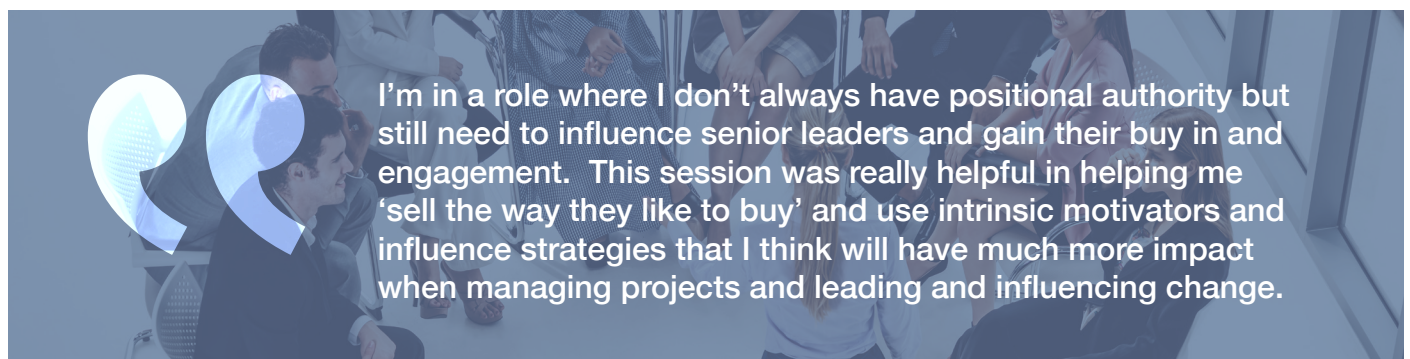 I’m in a role where I don’t always have positional authority but
still need to influence senior leaders and gain their buy in and
engagement.  This session was really helpful in helping me
‘sell the way they like to buy’ and use intrinsic motivators and
influence strategies that I think will have much more impact
when managing projects and leading and influencing change.